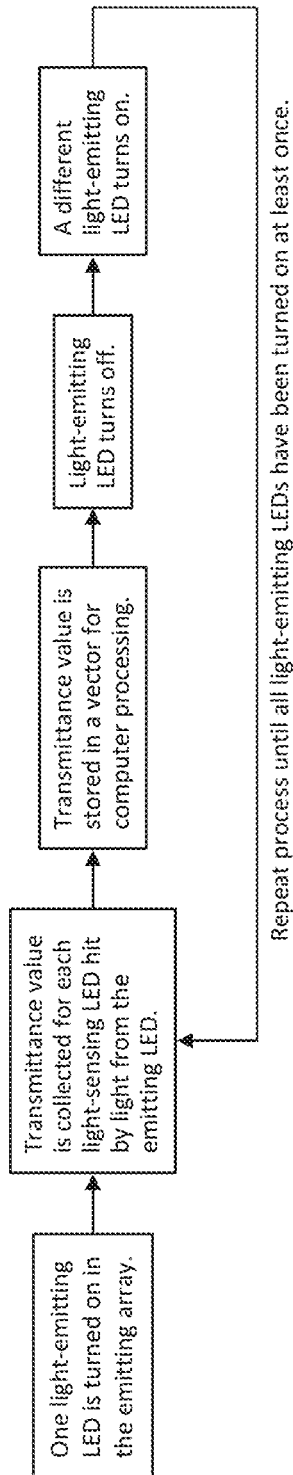 One light-emitting
LED is turned on in
the emitting array.
Transmittance value
is collected for each
light-sensing LED hit
by light from the
emitting LED.
Transmittance value is
stored in a vector for
computer processing.
Light-emitting
LED turns off.
A different
light-emitting
LED turns on.
Repeat process until all light-emitting LEDs have been turned on at least once.